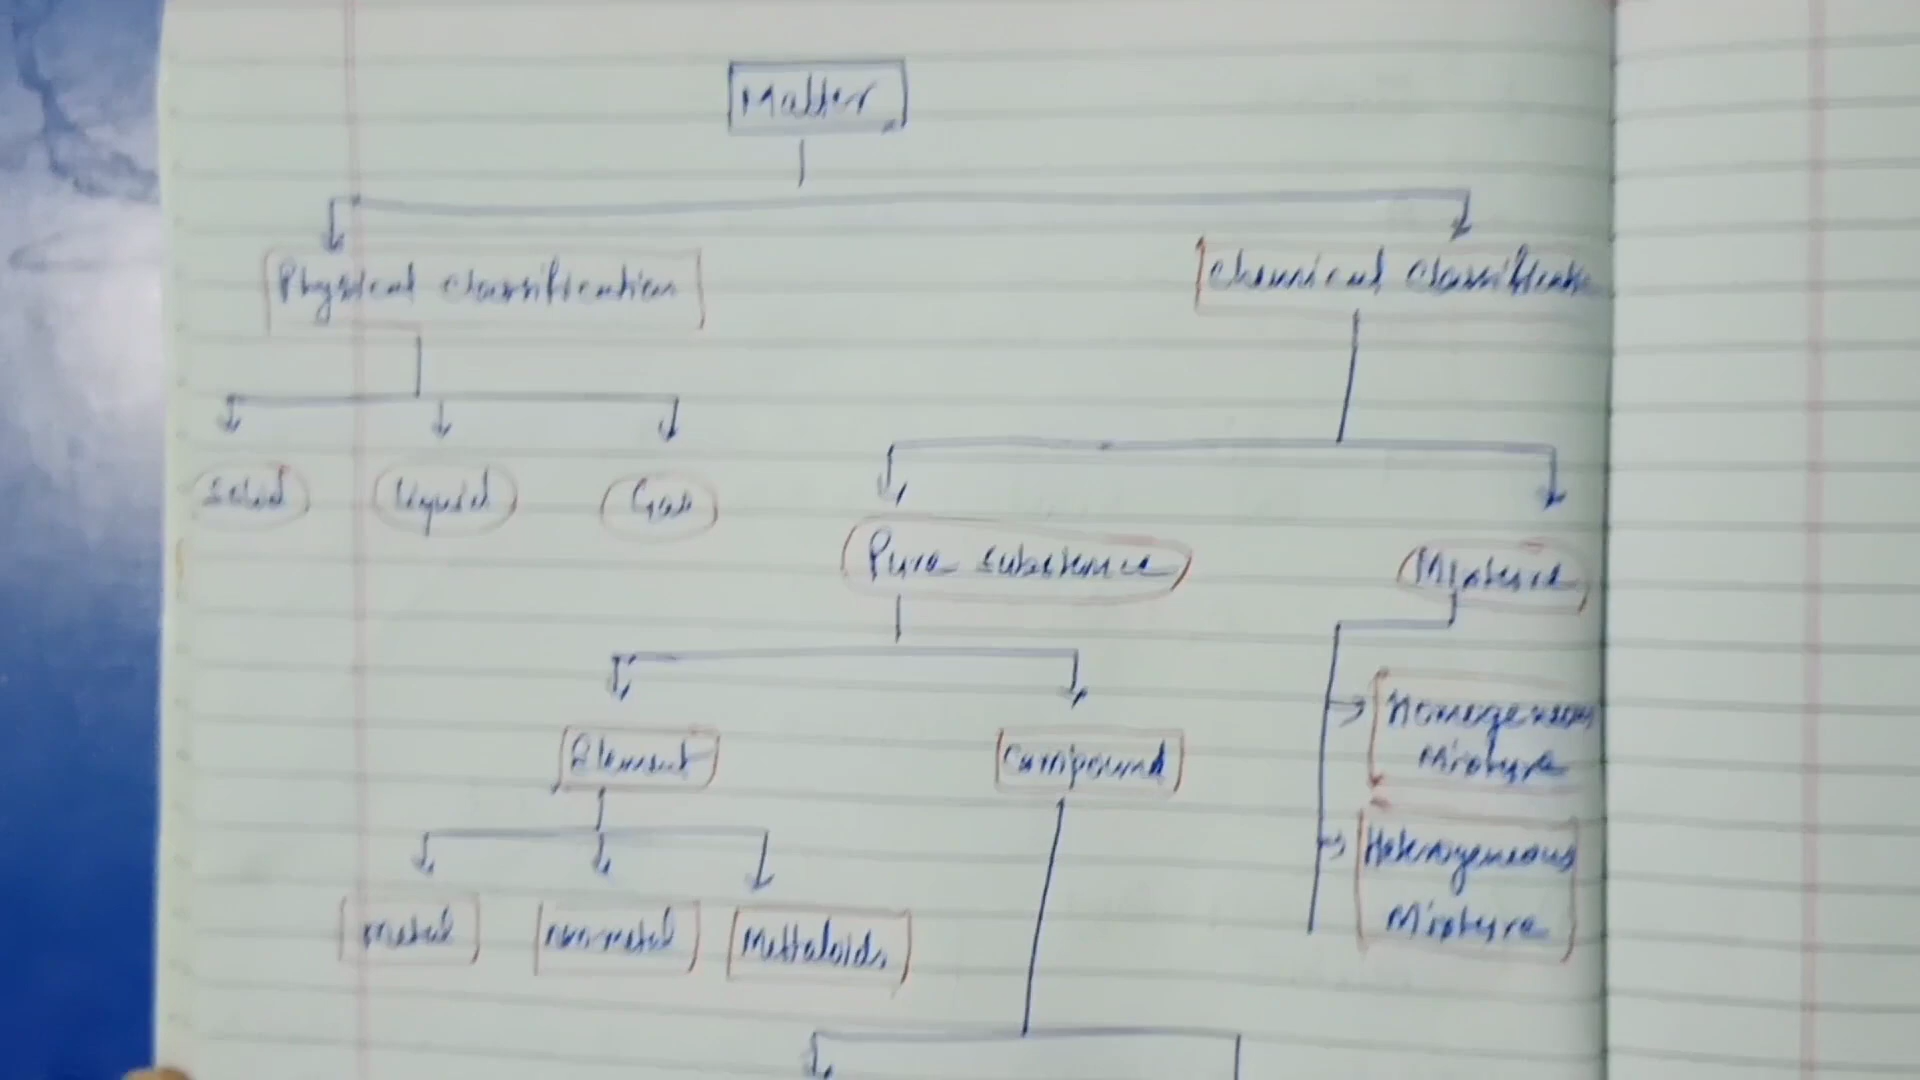 Matter
Physical classification
Chemical classificatio
Solid
Liquid
Gas
Pure substance
Mixture
Homogeneous
Mixture
Element
Compound
Heterogeneous
Mixture
metal
non-metal
Mettaloids